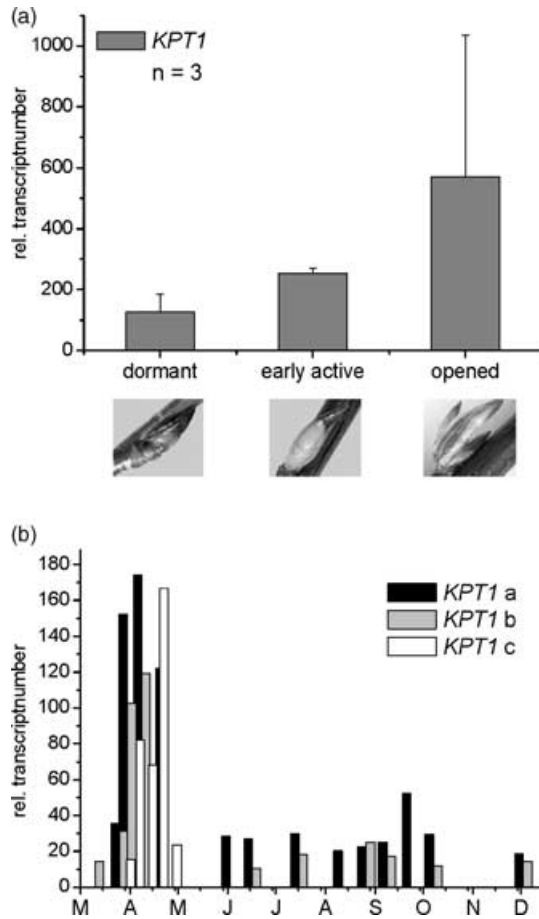 (a)
KPT1
n = 3
rel. transcriptnumber
1000
800
600
400
200
0
dormant early active opened
(b)
KPT1 a
KPT1 b
KPT1 c
rel. transcriptnumber
180
160
140
120
100
80
60
40
20
0
M A M J J A S O N D